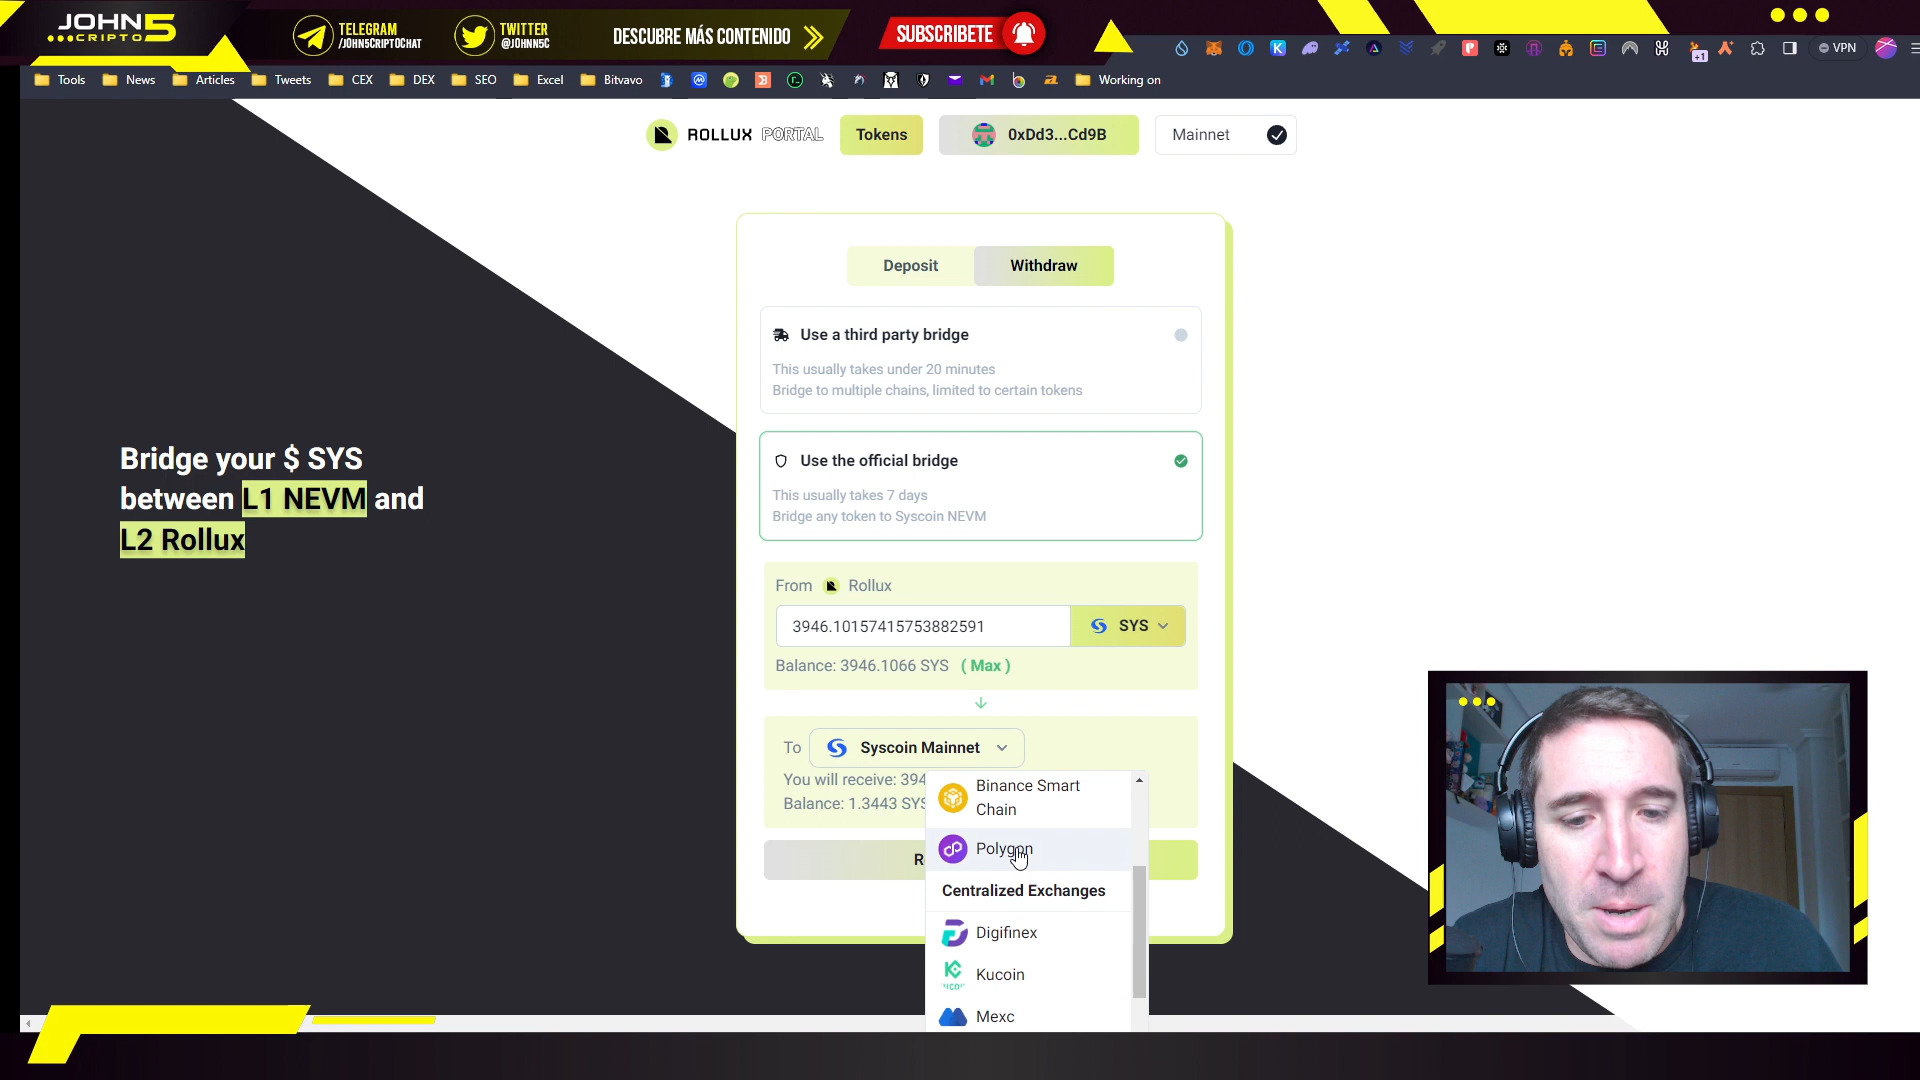 JOHN 5
CRIPTO
TELEGRAM
/JOHN5CRIPTOCHAT
TWITTER
@JOHNN5C
DESCUBRE MÁS CONTENIDO
SUBSCRIBETE
+1
VPN
Tools
News
Articles
Tweets
CEX
DEX
SEO
Excel
Bitvavo
Working on
ROLLUX PORTAL
Tokens
0xDd3...Cd9B
Mainnet
Bridge your $ SYS
between L1 NEVM and
L2 Rollux
Deposit
Withdraw
Use a third party bridge
This usually takes under 20 minutes
Bridge to multiple chains, limited to certain tokens
Use the official bridge
This usually takes 7 days
Bridge any token to Syscoin NEVM
From Rollux
3946.10157415753882591
SYS
Balance: 3946.1066 SYS (Max)
To Syscoin Mainnet
You will receive: 394
Balance: 1.3443 SYS
R
Binance Smart
Chain
Polygon
Centralized Exchanges
Digifinex
Kucoin
Mexc